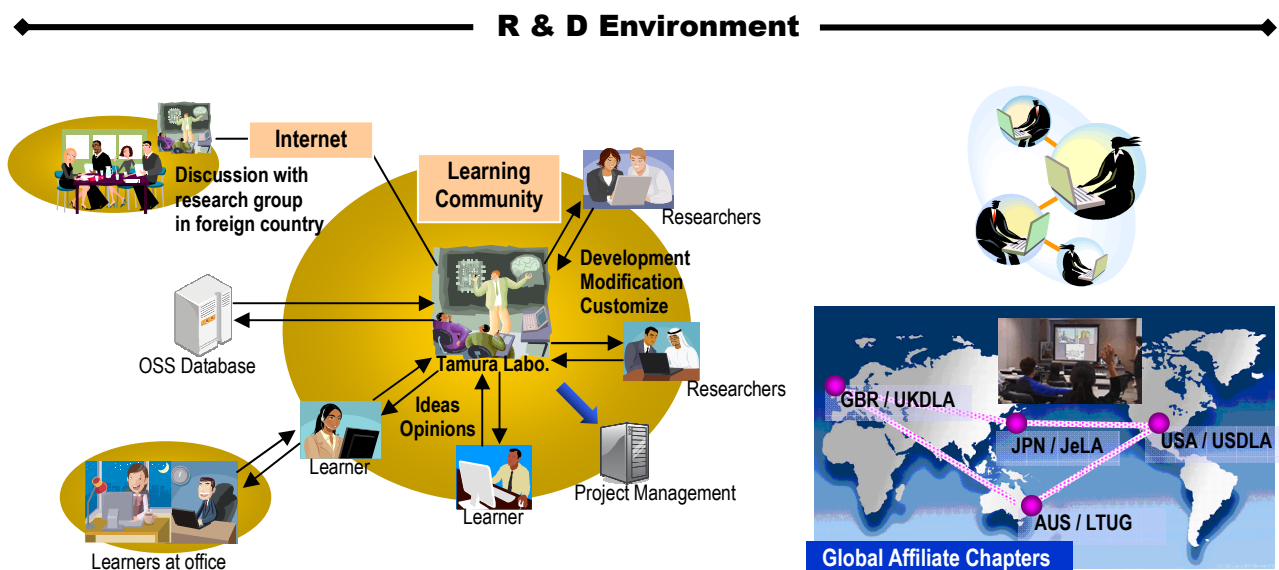 R & D Environment
Internet
Discussion with
research group
in foreign country
Learning
Community
Researchers
Development
Modification
Customize
OSS Database
Tamura Labo.
Researchers
Ideas
Opinions
Learner
Learner
Project Management
Learners at office
GBR / UKDLA
JPN / JeLA
USA / USDLA
AUS / LTUG
Global Affiliate Chapters